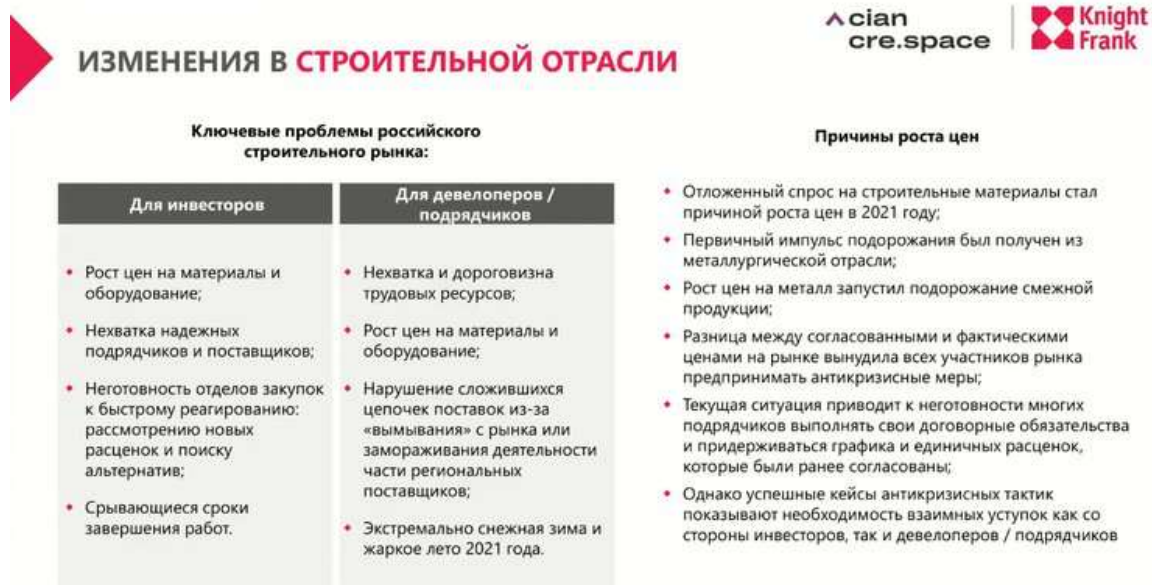 cian
cre.space
Knight
Frank
ИЗМЕНЕНИЯ В СТРОИТЕЛЬНОЙ ОТРАСЛИ
Ключевые проблемы российского
строительного рынка:
Для инвесторов
Рост цен на материалы и
оборудование;
Нехватка надежных
подрядчиков и поставщиков;
Неготовность отделов закупок
к быстрому реагированию:
рассмотрению новых
расценок и поиску
альтернатив;
Срывающиеся сроки
завершения работ.
Для девелоперов /
подрядчиков
Нехватка и дороговизна
трудовых ресурсов;
Рост цен на материалы и
оборудование;
Нарушение сложившихся
цепочек поставок из-за
«вымывания» с рынка или
замораживания деятельности
части региональных
поставщиков;
Экстремально снежная зима и
жаркое лето 2021 года.
Причины роста цен
Отложенный спрос на строительные материалы стал
причиной роста цен в 2021 году;
Первичный импульс подорожания был получен из
металлургической отрасли;
Рост цен на металл запустил подорожание смежной
продукции;
Разница между согласованными и фактическими
ценами на рынке вынудила всех участников рынка
предпринимать антикризисные меры;
Текущая ситуация приводит к неготовности многих
подрядчиков выполнять свои договорные обязательства
и придерживаться графика и единичных расценок,
которые были ранее согласованы;
Однако успешные кейсы антикризисных тактик
показывают необходимость взаимных уступок как со
стороны инвесторов, так и девелоперов / подрядчиков